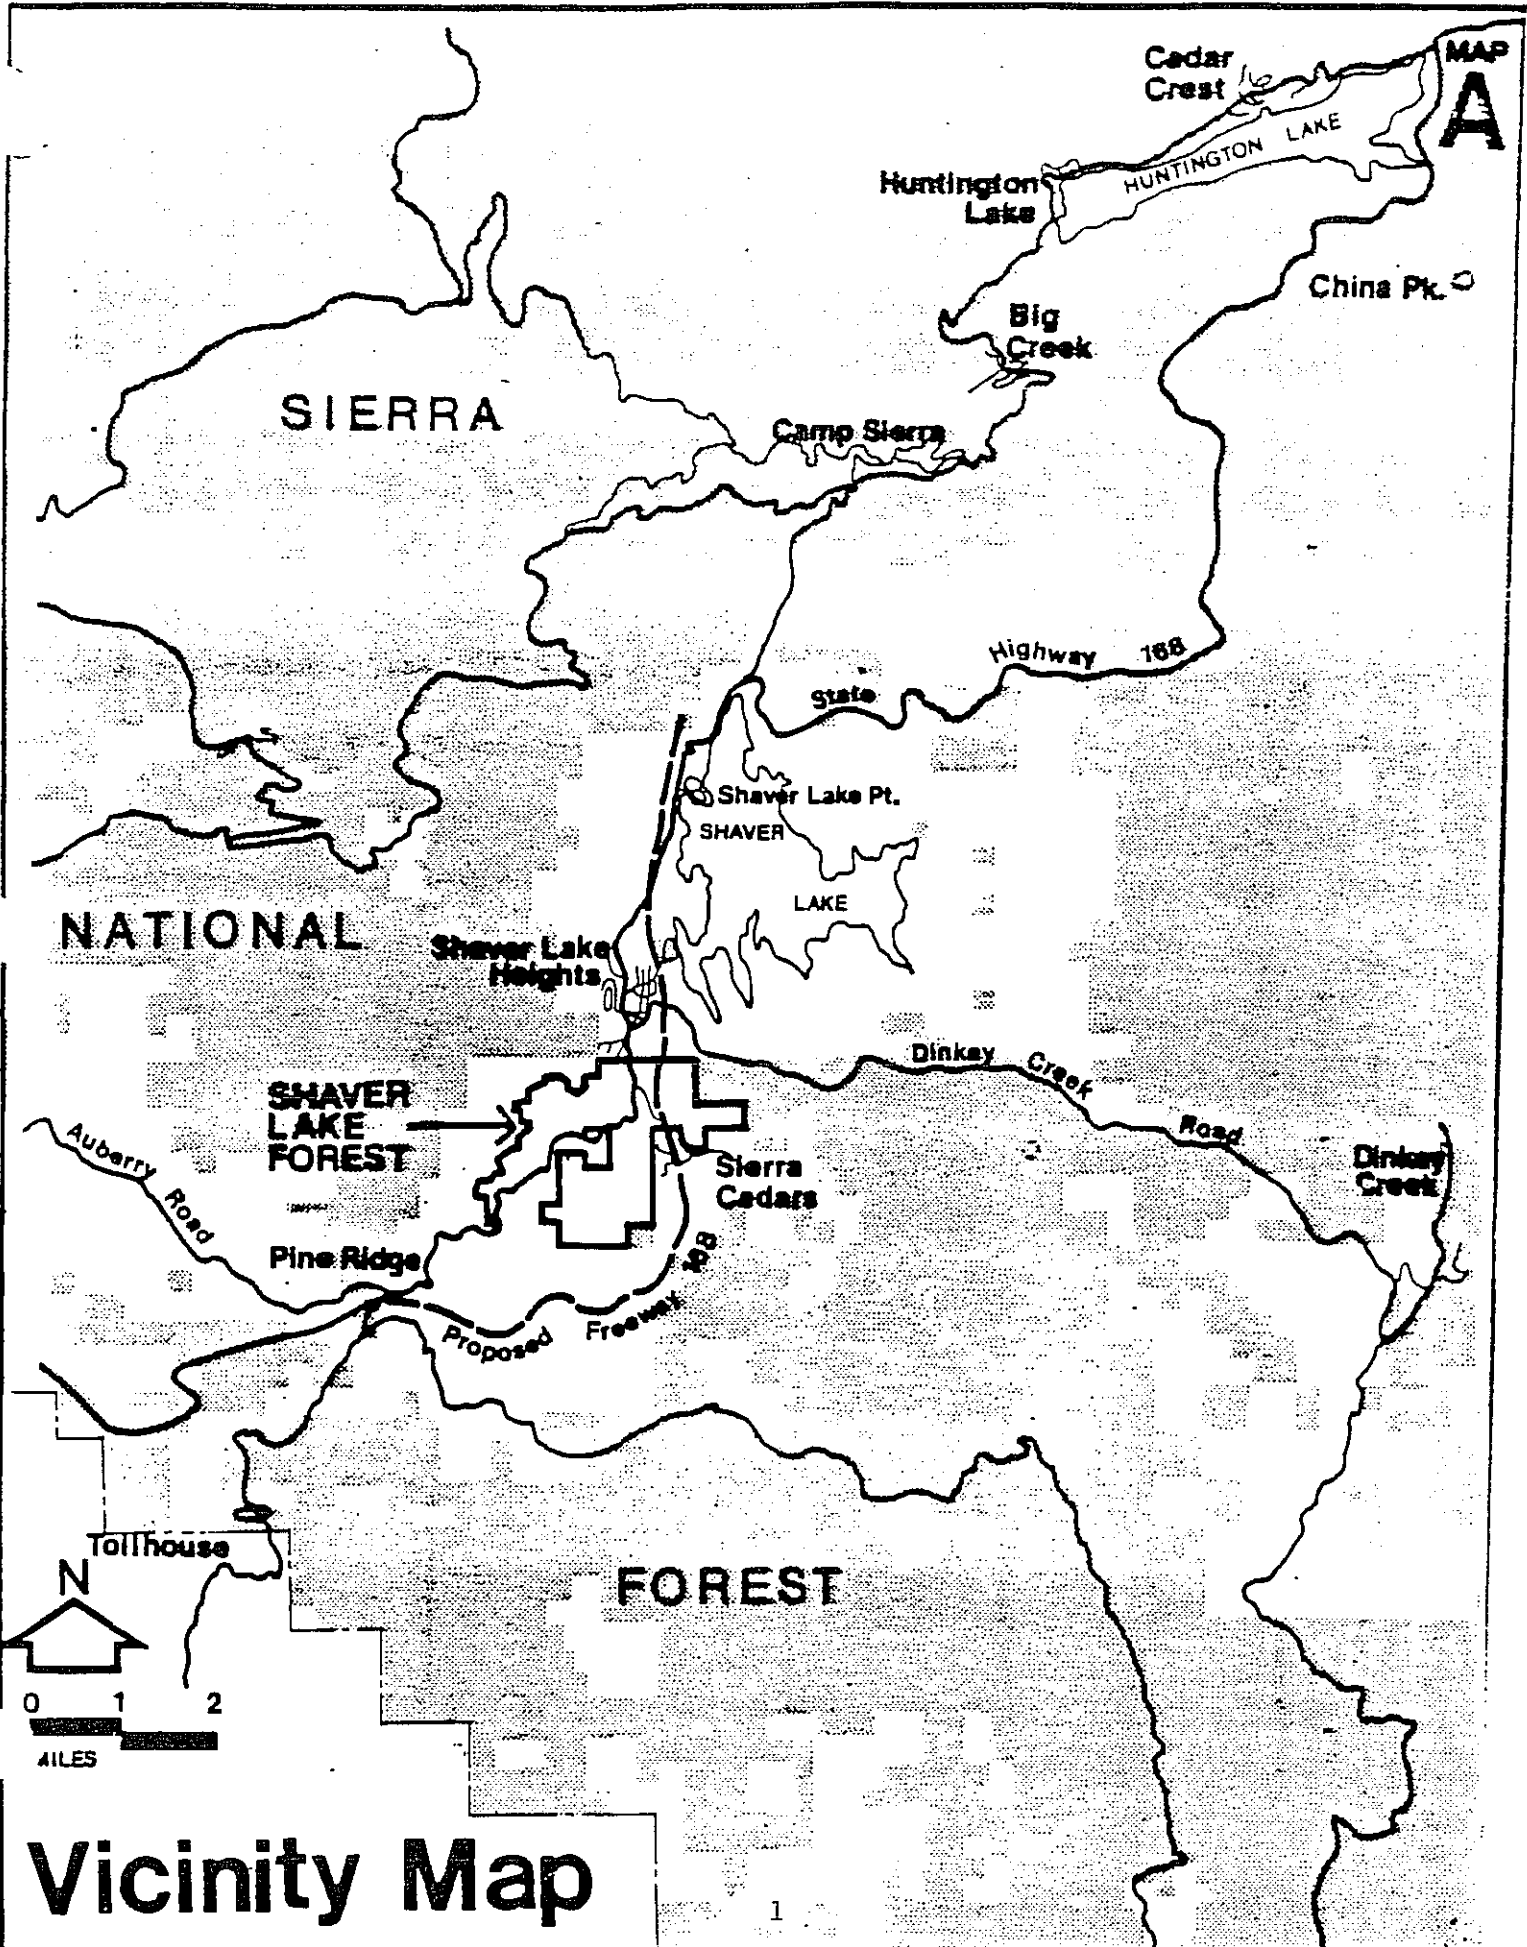 MAP
A
Cedar
Crest
HUNTINGTON LAKE
Huntington
Lake
China Pk.
Big
Creek
SIERRA
Camp Sierra
State Highway 168
Shaver Lake Pt.
SHAVER
LAKE
NATIONAL
Shaver Lake
Heights
Dinkey Creek Road
SHAVER
LAKE
FOREST
Auberry Road
Sierra
Cedars
Dinkey
Creek
Pine Ridge
Proposed Freeway 168
Tollhouse
N
FOREST
0 1 2
MILES
Vicinity Map
1